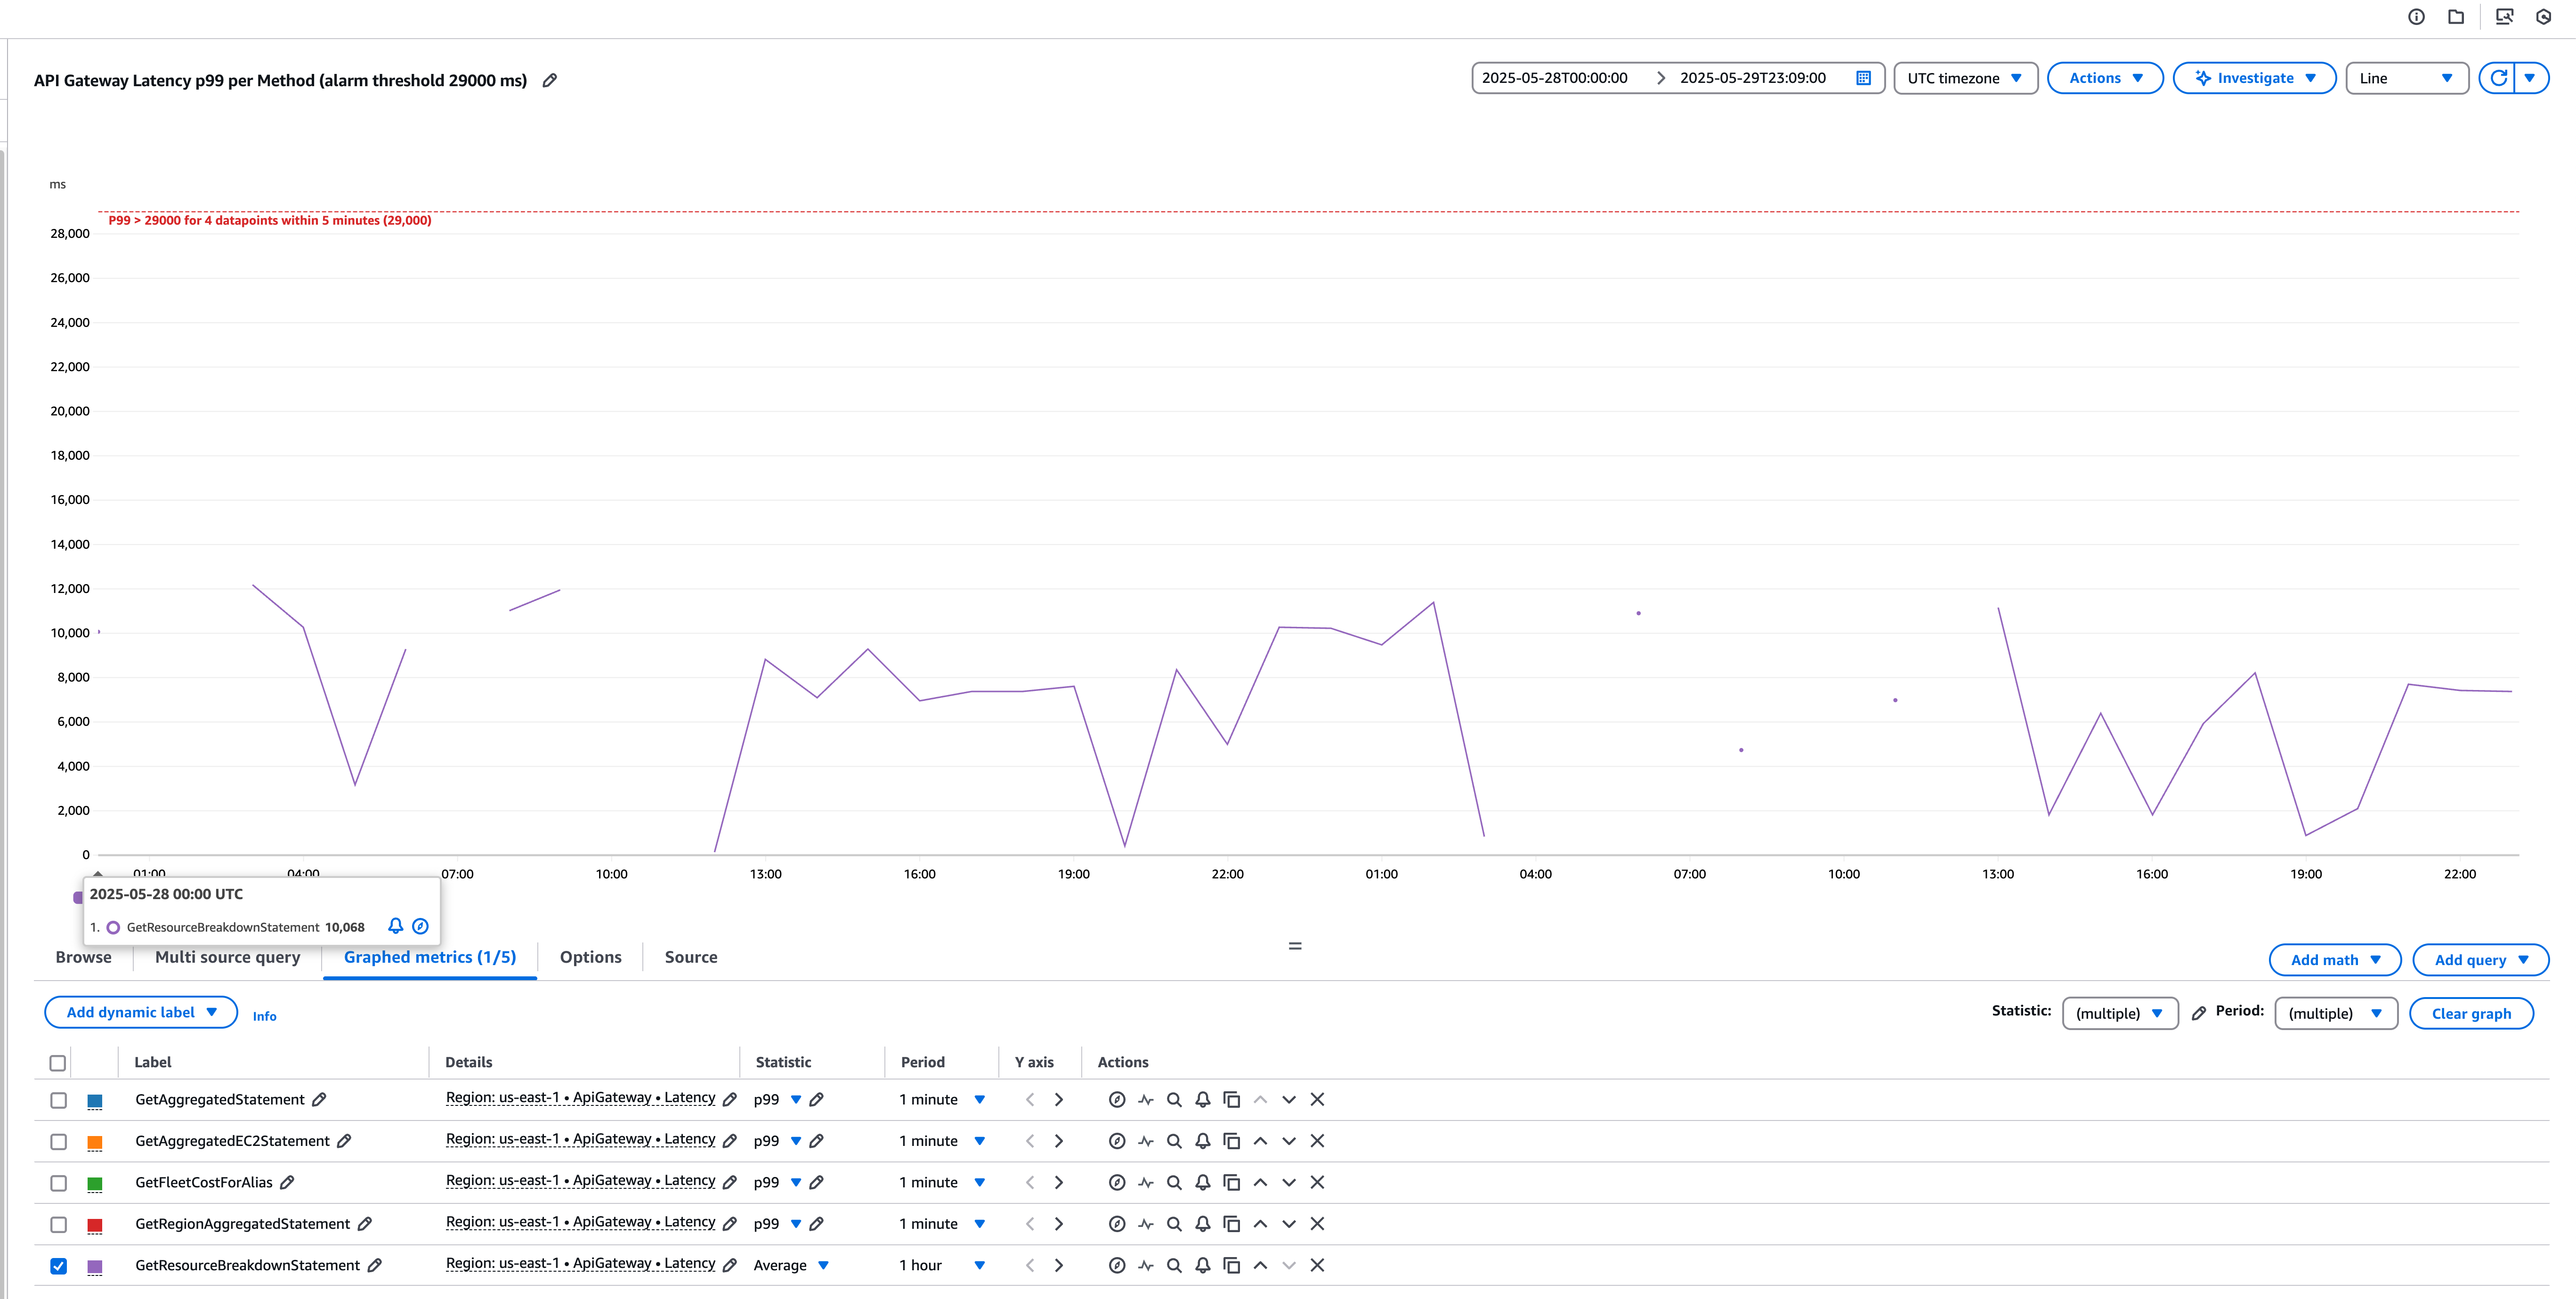 API Gateway Latency p99 per Method (alarm threshold 29000 ms)
2025-05-28T00:00:00 2025-05-29T23:09:00
UTC timezone
Actions
Investigate
Line
ms
P99 > 29000 for 4 datapoints within 5 minutes (29,000)
28,000
26,000
24,000
22,000
20,000
18,000
16,000
14,000
12,000
10,000
8,000
6,000
4,000
2,000
0
01:00 04:00 07:00 10:00 13:00 16:00 19:00 22:00 01:00 04:00 07:00 10:00 13:00 16:00 19:00 22:00
2025-05-28 00:00 UTC
1. GetResourceBreakdownStatement 10,068
Browse Multi source query Graphed metrics (1/5) Options Source
Add math Add query
Add dynamic label Info
Statistic: (multiple) Period: (multiple) Clear graph
Label Details Statistic Period Y axis Actions
GetAggregatedStatement Region: us-east-1 • ApiGateway • Latency p99 1 minute
GetAggregatedEC2Statement Region: us-east-1 • ApiGateway • Latency p99 1 minute
GetFleetCostForAlias Region: us-east-1 • ApiGateway • Latency p99 1 minute
GetRegionAggregatedStatement Region: us-east-1 • ApiGateway • Latency p99 1 minute
GetResourceBreakdownStatement Region: us-east-1 • ApiGateway • Latency Average 1 hour